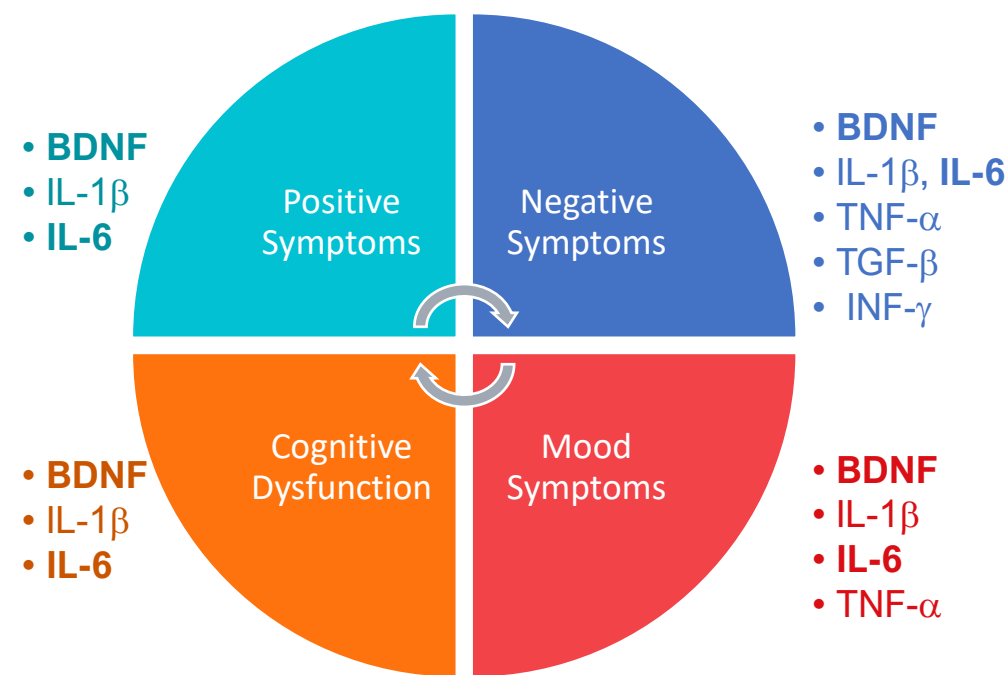 • BDNF
• IL-1β
• IL-6
Positive
Symptoms
Negative
Symptoms
• BDNF
• IL-1β, IL-6
• TNF-α
• TGF-β
• INF-γ
• BDNF
• IL-1β
• IL-6
Cognitive
Dysfunction
Mood
Symptoms
• BDNF
• IL-1β
• IL-6
• TNF-α